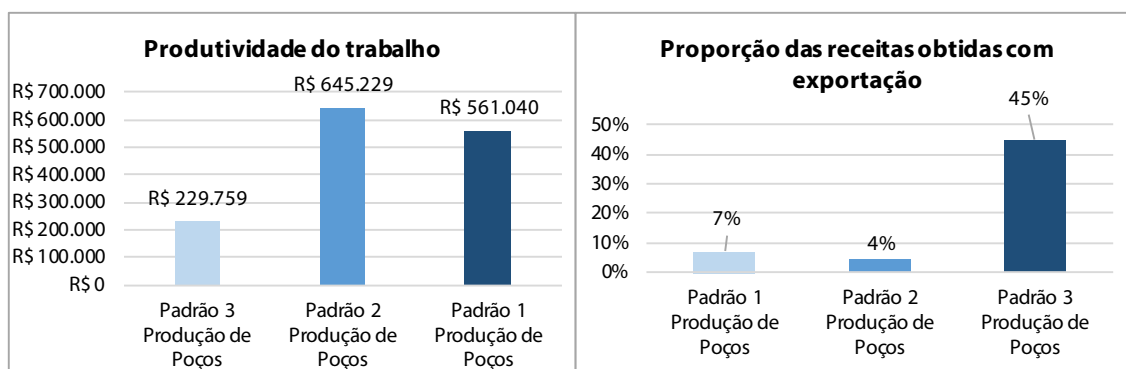 Produtividade do trabalho
R$ 700.000
R$ 600.000
R$ 500.000
R$ 400.000
R$ 300.000
R$ 200.000
R$ 100.000
R$ 0
R$ 229.759
R$ 645.229
R$ 561.040
Padrão 3
Produção de
Poços
Padrão 2
Produção de
Poços
Padrão 1
Produção de
Poços
Proporção das receitas obtidas com
exportação
50%
40%
30%
20%
10%
0%
7%
4%
45%
Padrão 1
Produção de
Poços
Padrão 2
Produção de
Poços
Padrão 3
Produção de
Poços